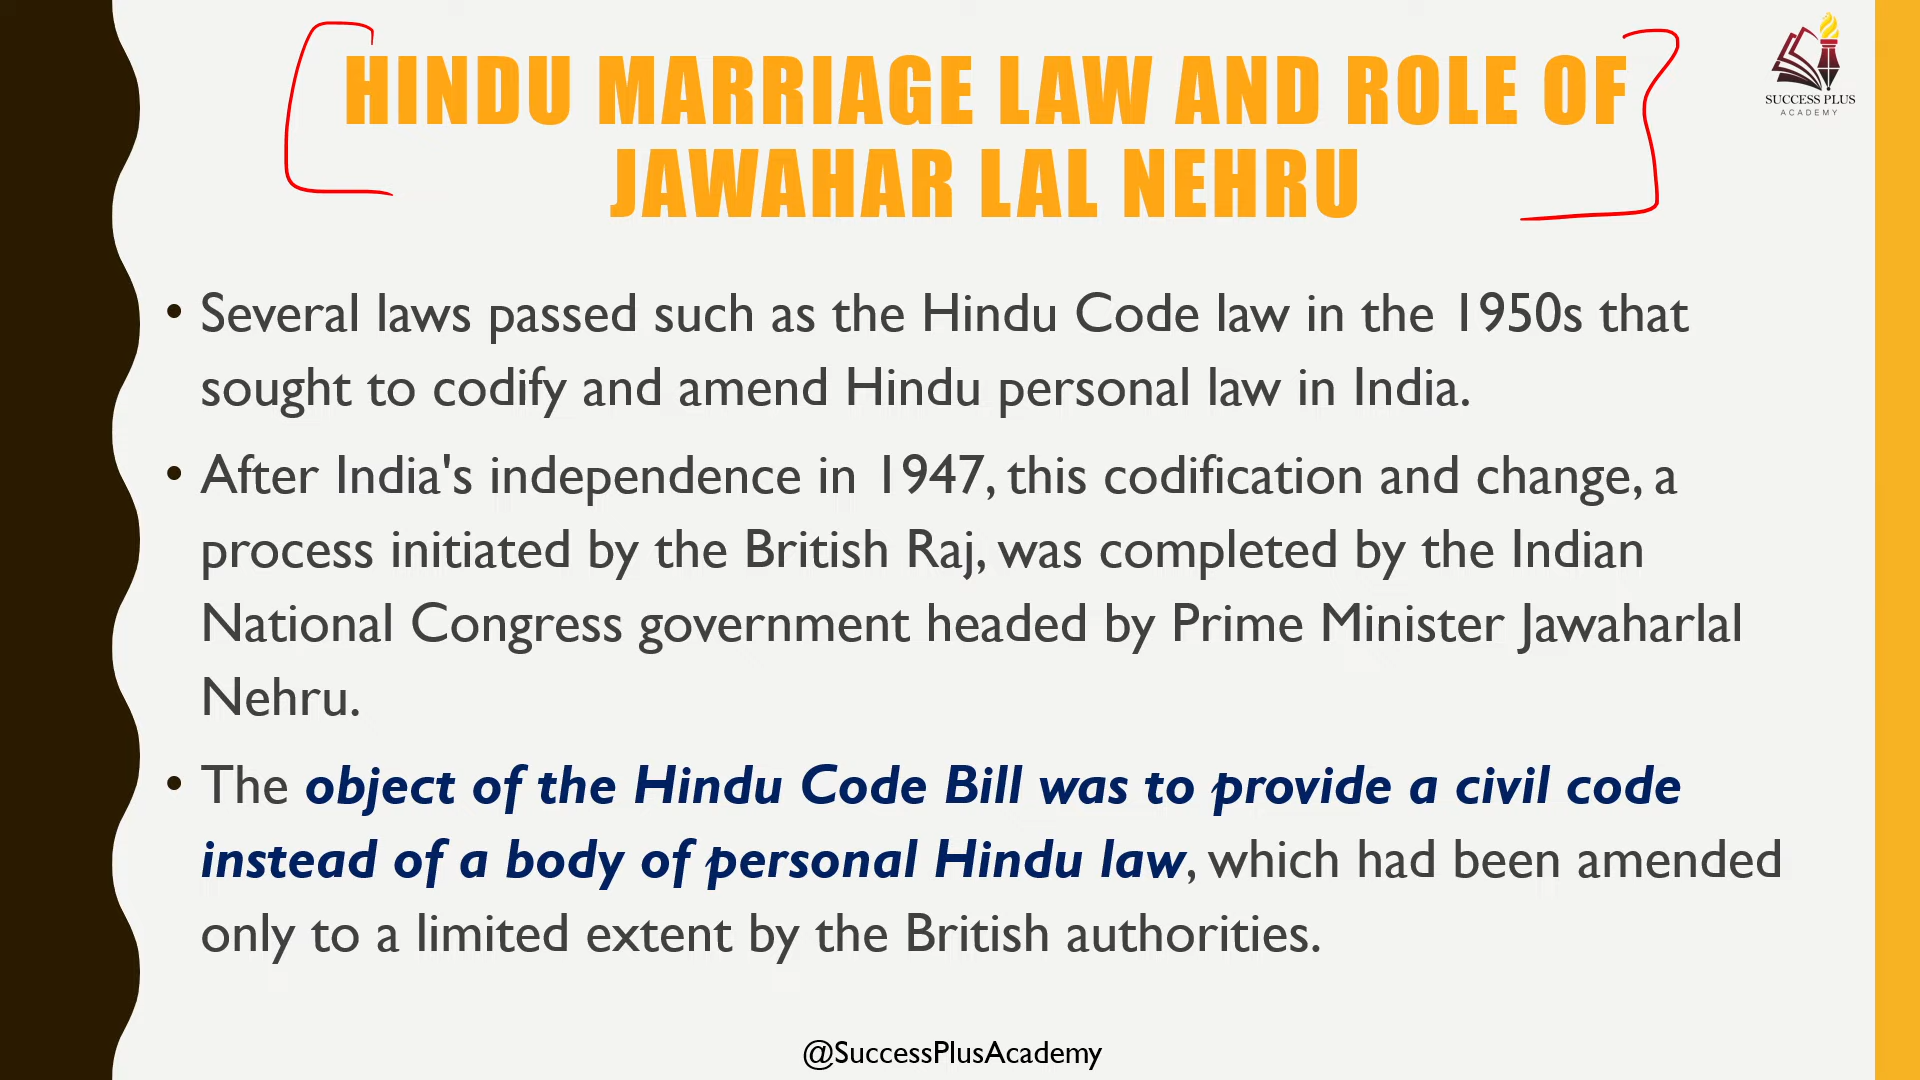 HINDU MARRIAGE LAW AND ROLE OF
JAWAHAR LAL NEHRU
SUCCESS PLUS
ACADEMY
• Several laws passed such as the Hindu Code law in the 1950s that
sought to codify and amend Hindu personal law in India.
• After India's independence in 1947, this codification and change, a
process initiated by the British Raj, was completed by the Indian
National Congress government headed by Prime Minister Jawaharlal
Nehru.
• The object of the Hindu Code Bill was to provide a civil code
instead of a body of personal Hindu law, which had been amended
only to a limited extent by the British authorities.
@SuccessPlusAcademy